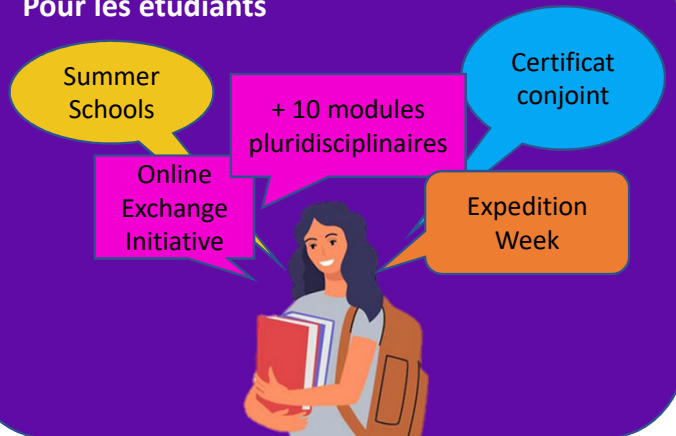 Pour les étudiants
Summer
Schools
+ 10 modules
pluridisciplinaires
Certificat
conjoint
Online
Exchange
Initiative
Expedition
Week